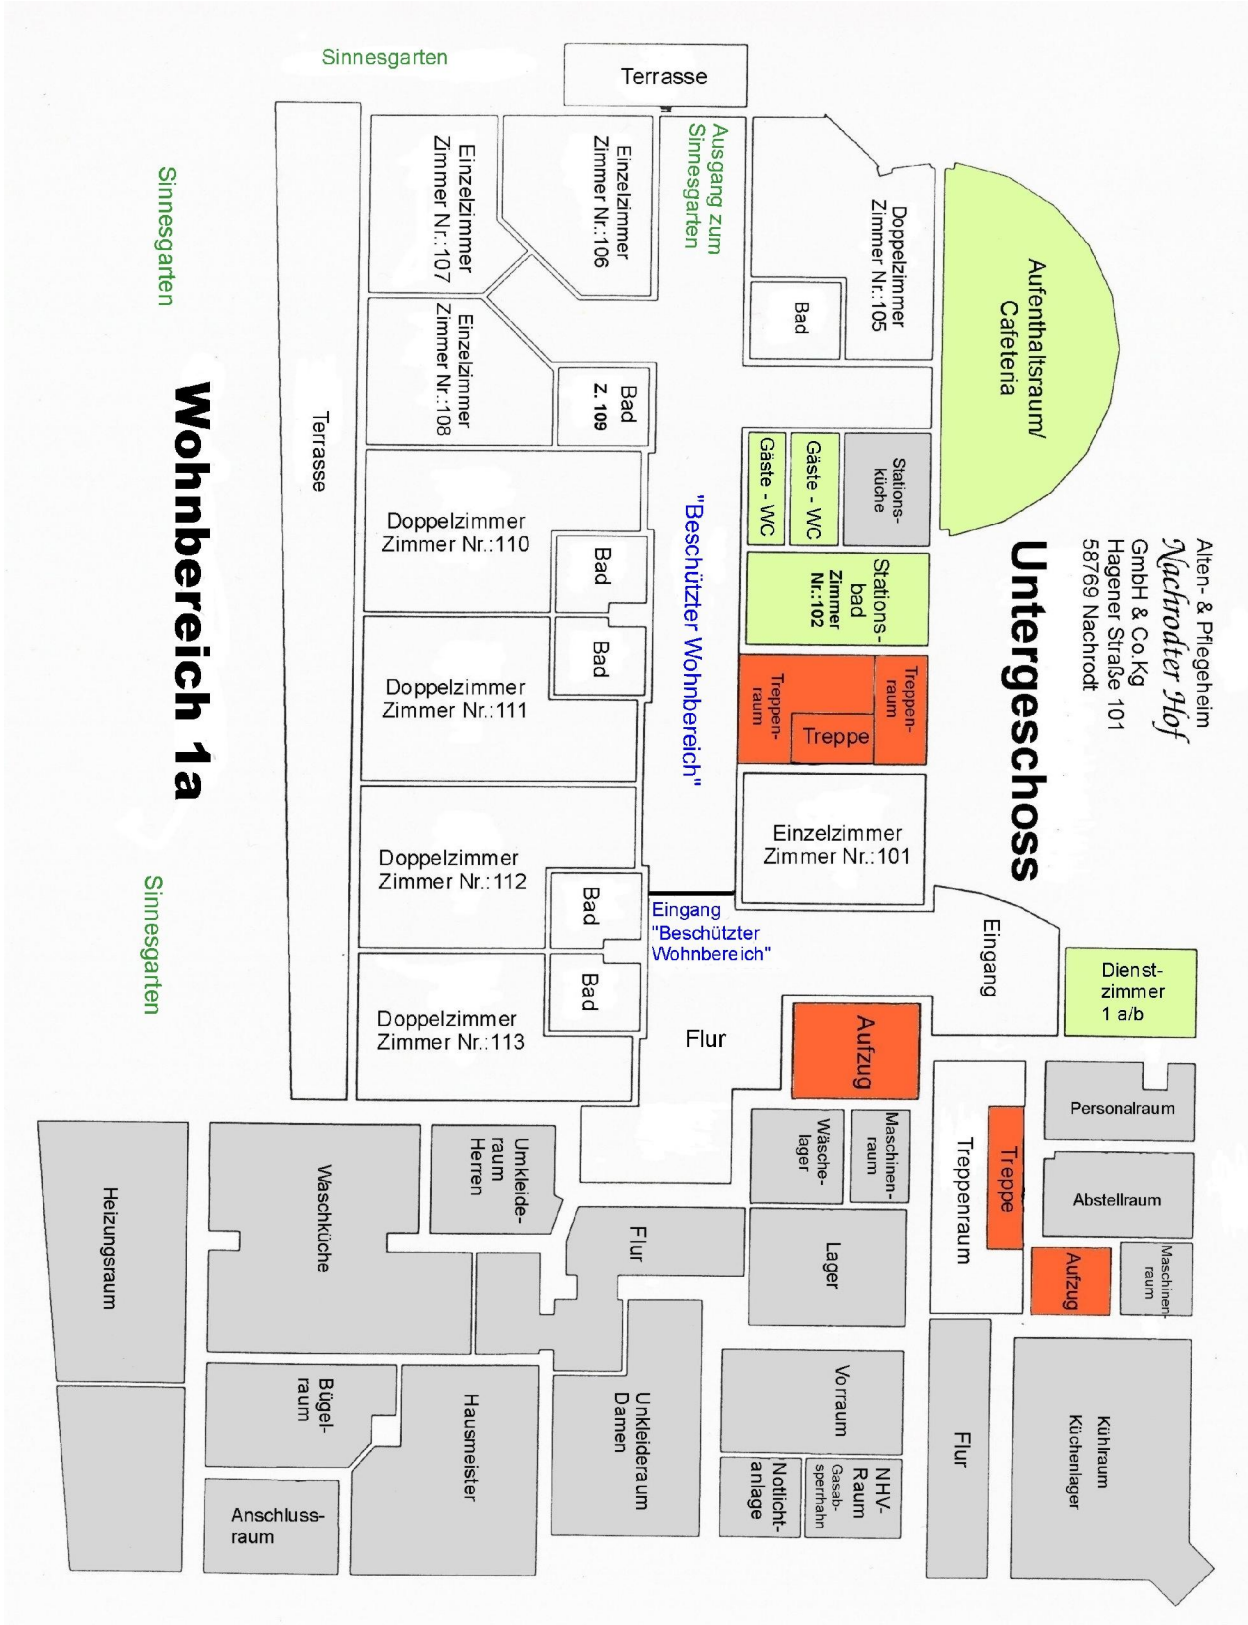 Alten- & Pflegeheim
Nachrodter Hof
GmbH & Co.Kg
Hagener Straße 101
58769 Nachrodt
Untergeschoss
Wohnbereich 1a
Sinnesgarten
Sinnesgarten
Sinnesgarten
Terrasse
Terrasse
Ausgang zum
Sinnesgarten
Einzelzimmer
Zimmer Nr.:107
Einzelzimmer
Zimmer Nr.:106
Doppelzimmer
Zimmer Nr.:105
Bad
Aufenthaltsraum/
Cafeteria
Einzelzimmer
Zimmer Nr.:108
Bad
Z. 109
Gäste - WC
Gäste - WC
Stations-
küche
Doppelzimmer
Zimmer Nr.:110
Bad
"Beschützter Wohnbereich"
Stations-
bad
Zimmer
Nr.:102
Doppelzimmer
Zimmer Nr.:111
Bad
Treppen-
raum
Treppe
Treppen-
raum
Einzelzimmer
Zimmer Nr.:101
Doppelzimmer
Zimmer Nr.:112
Bad
Eingang
"Beschützter
Wohnbereich"
Eingang
Dienst-
zimmer
1 a/b
Doppelzimmer
Zimmer Nr.:113
Bad
Flur
Aufzug
Personalraum
Treppe
Treppenraum
Abstellraum
Aufzug
Maschinen-
raum
Wäsche-
lager
Maschinen-
raum
Umkleide-
raum
Herren
Waschküche
Heizungsraum
Flur
Lager
Vorraum
Flur
Kühlraum
Küchenlager
Bügel-
raum
Hausmeister
Unkleideraum
Damen
Notlicht-
anlage
NHV-
Raum
Gasab-
sperrhahn
Anschluss-
raum